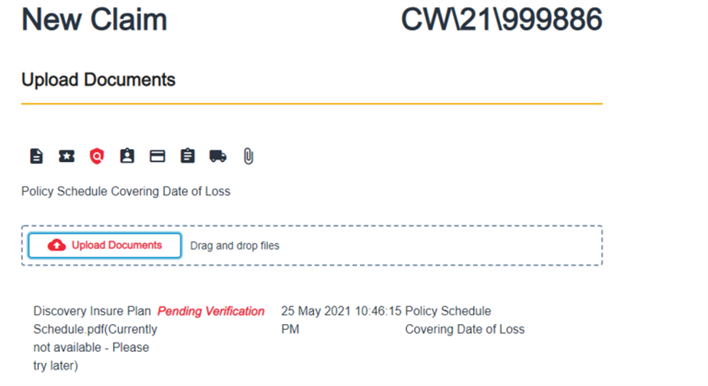 New Claim CW\21\999886
Upload Documents
Policy Schedule Covering Date of Loss
Upload Documents Drag and drop files
Discovery Insure Plan Pending Verification 25 May 2021 10:46:15 Policy Schedule
Schedule.pdf(Currently PM Covering Date of Loss
not available - Please
try later)